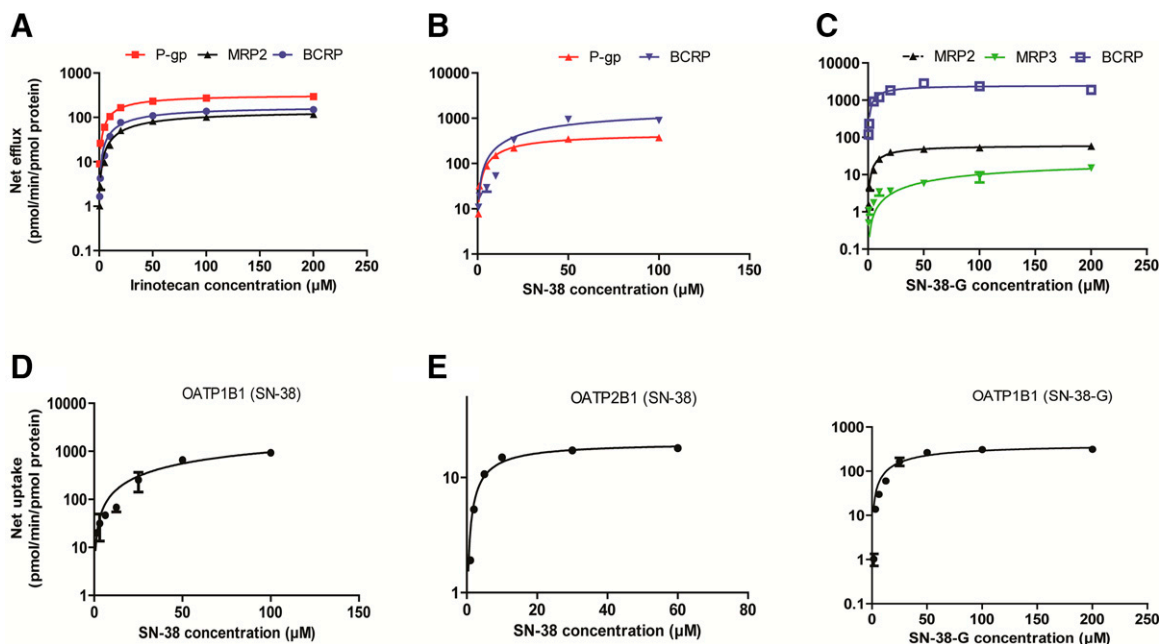 A
P-gp MRP2 BCRP
Net efflux
(pmol/min/pmol protein)
1000
100
10
1
0.1
0 50 100 150 200 250
Irinotecan concentration (µM)
B
P-gp BCRP
10000
1000
100
10
1
0 50 100 150
SN-38 concentration (µM)
C
MRP2 MRP3 BCRP
10000
1000
100
10
1
0.1
0 50 100 150 200 250
SN-38-G concentration (µM)
D
OATP1B1 (SN-38)
Net uptake
(pmol/min/pmol protein)
10000
1000
100
10
1
0 50 100 150
SN-38 concentration (µM)
E
OATP2B1 (SN-38)
10
1
0 20 40 60 80
SN-38 concentration (µM)
OATP1B1 (SN-38-G)
1000
100
10
1
0.1
0 50 100 150 200 250
SN-38-G concentration (µM)